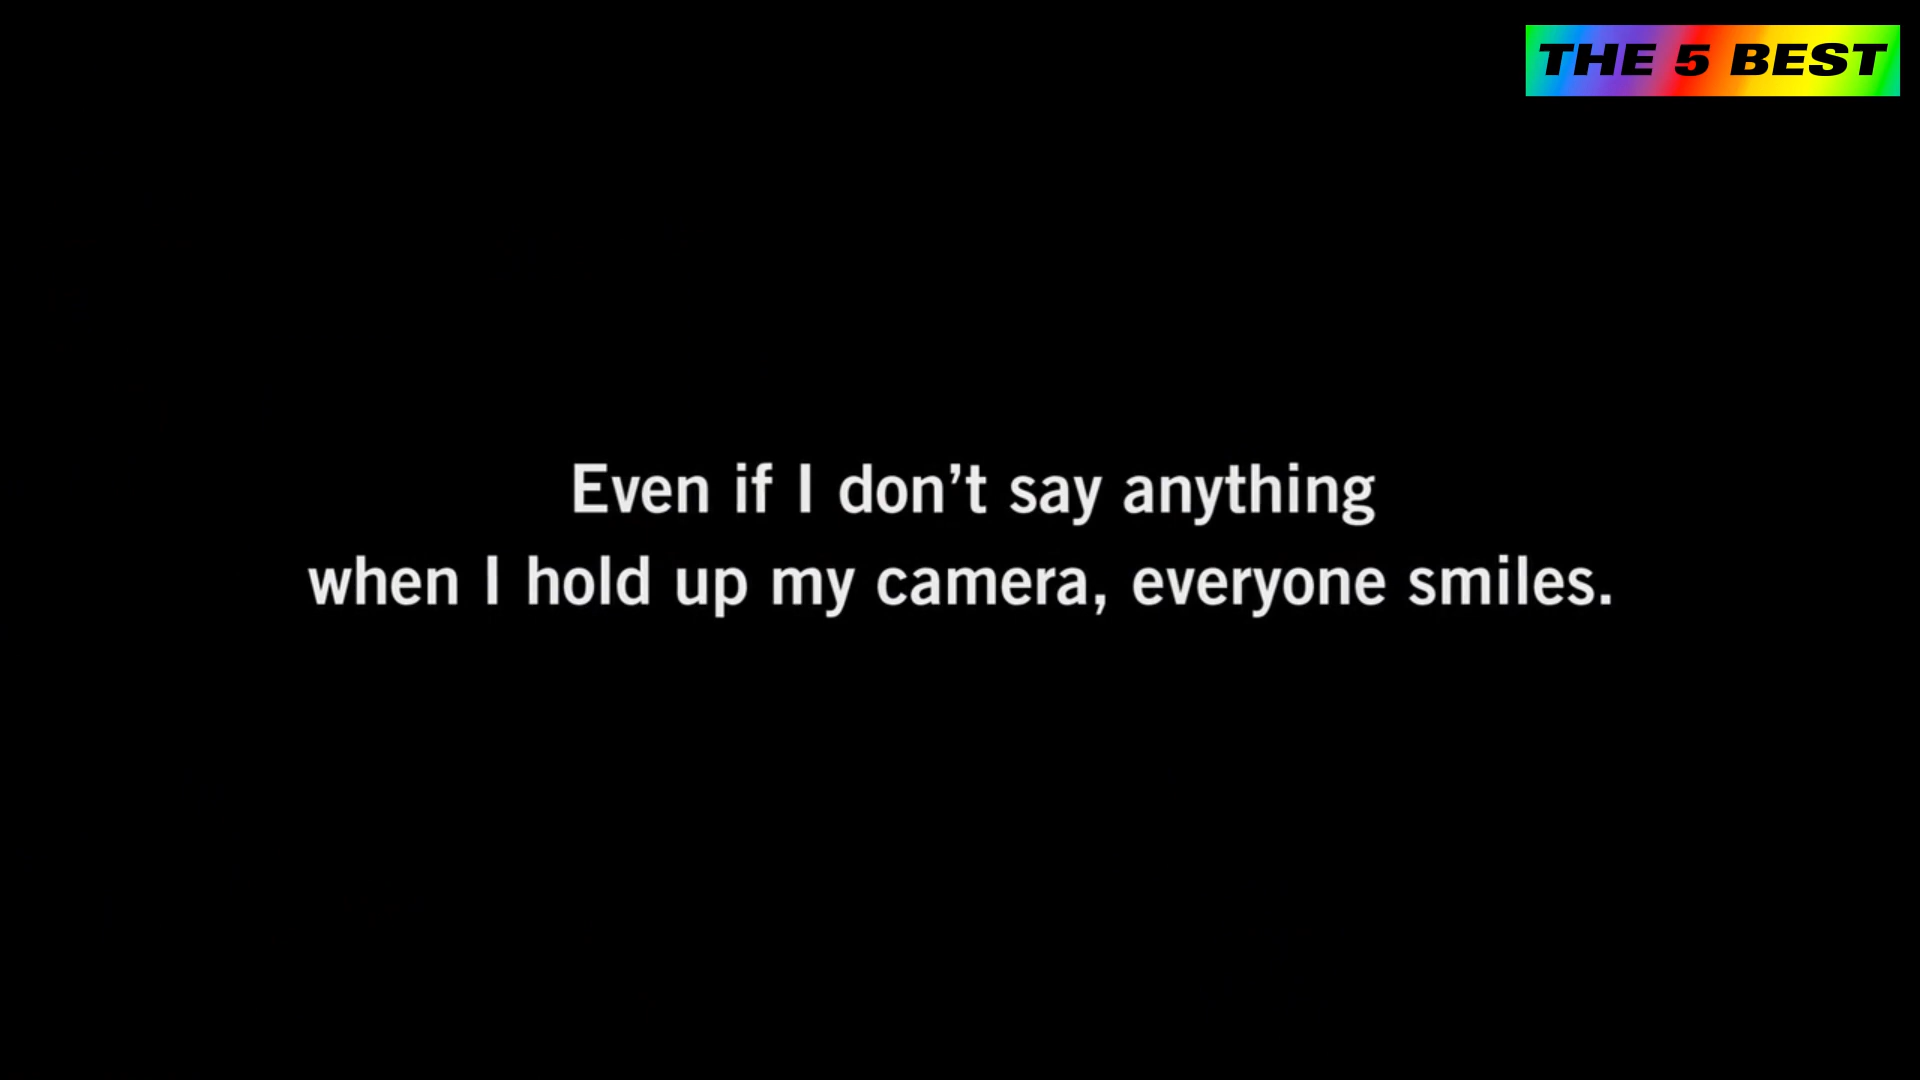 THE 5 BEST
Even if I don’t say anything
when I hold up my camera, everyone smiles.